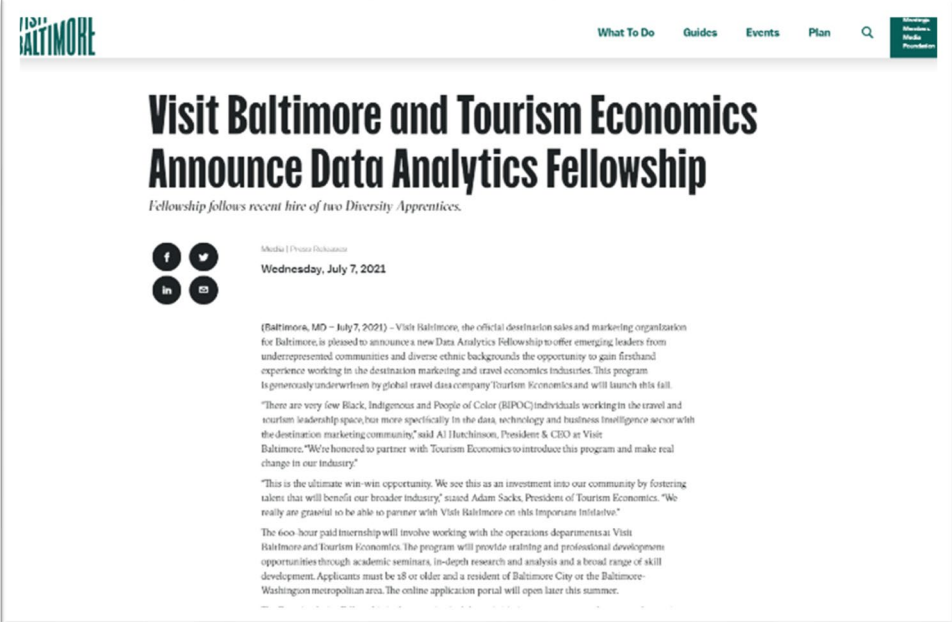 VISIT
BALTIMORE
What To Do
Guides
Events
Plan
Meetings
Members
Media
Foundation
Visit Baltimore and Tourism Economics
Announce Data Analytics Fellowship
Fellowship follows recent hire of two Diversity Apprentices.
Media | Press Releases
Wednesday, July 7, 2021
(Baltimore, MD – July 7, 2021) – Visit Baltimore, the official destination sales and marketing organization
for Baltimore, is pleased to announce a new Data Analytics Fellowship to offer emerging leaders from
underrepresented communities and diverse ethnic backgrounds the opportunity to gain firsthand
experience working in the destination marketing and travel economics industries. This program
is generously underwritten by global travel data company Tourism Economics and will launch this fall.
“There are very few Black, Indigenous and People of Color (BIPOC) individuals working in the travel and
tourism leadership space, but more specifically in the data, technology and business intelligence sector with
the destination marketing community,” said Al Hutchinson, President & CEO at Visit
Baltimore. “We’re honored to partner with Tourism Economics to introduce this program and make real
change in our industry.”
“This is the ultimate win-win opportunity. We see this as an investment into our community by fostering
talent that will benefit our broader industry,” stated Adam Sacks, President of Tourism Economics. “We
really are grateful to be able to partner with Visit Baltimore on this important initiative.”
The 600-hour paid internship will involve working with the operations departments at Visit
Baltimore and Tourism Economics. The program will provide training and professional development
opportunities through academic seminars, in-depth research and analysis and a broad range of skill
development. Applicants must be 18 or older and a resident of Baltimore City or the Baltimore-
Washington metropolitan area. The online application portal will open later this summer.